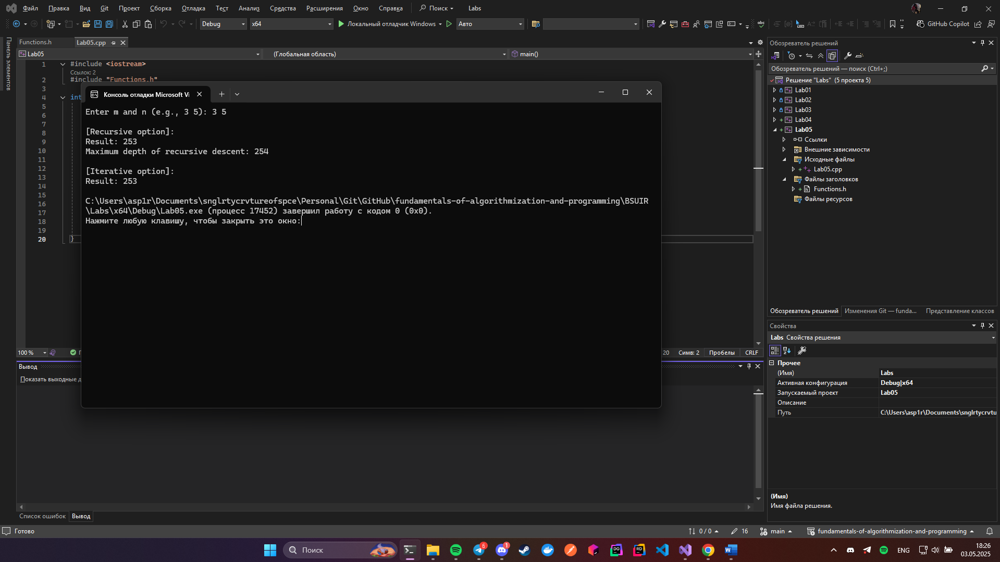 Файл Правка Вид Git Проект Сборка Отладка Тест Анализ Средства Расширения Окно Справка Поиск Labs
Debug x64 Локальный отладчик Windows Авто GitHub Copilot
Панель элементов
Functions.h Lab05.cpp
Lab05 (Глобальная область) main()
1 #include <iostream>
Ссылок: 2
2 #include "Functions.h"
3
4 int
5
6
7
8
9
10
11
12
13
14
15
16
17
18
19
20 }
Консоль отладки Microsoft Vi
Enter m and n (e.g., 3 5): 3 5
[Recursive option]:
Result: 253
Maximum depth of recursive descent: 254
[Iterative option]:
Result: 253
C:\Users\asp1r\Documents\snglrtycrvtureofspce\Personal\Git\GitHub\fundamentals-of-algorithmization-and-programming\BSUIR
\Labs\x64\Debug\Lab05.exe (процесс 17452) завершил работу с кодом 0 (0x0).
Нажмите любую клавишу, чтобы закрыть это окно:
100 % 20 Симв: 2 Пробелы CRLF
Вывод
Показать выходные д
Список ошибок Вывод
Обозреватель решений
Обозреватель решений — поиск (Ctrl+;)
Решение "Labs" (5 проекта 5)
Lab01
Lab02
Lab03
Lab04
Lab05
Ссылки
Внешние зависимости
Исходные файлы
Lab05.cpp
Файлы заголовков
Functions.h
Файлы ресурсов
Обозреватель решений Изменения Git — funda... Представление классов
Свойства
Labs Свойства решения
Прочее
(Имя) Labs
Активная конфигурация Debug|x64
Запускаемый проект Lab05
Описание
Путь C:\Users\asp1r\Documents\snglrtycrvtu
(Имя)
Имя файла решения.
Готово 0 / 0 16 main fundamentals-of-algorithmization-and-programming
Поиск 6 1 DG RD ENG 18:26
03.05.2025